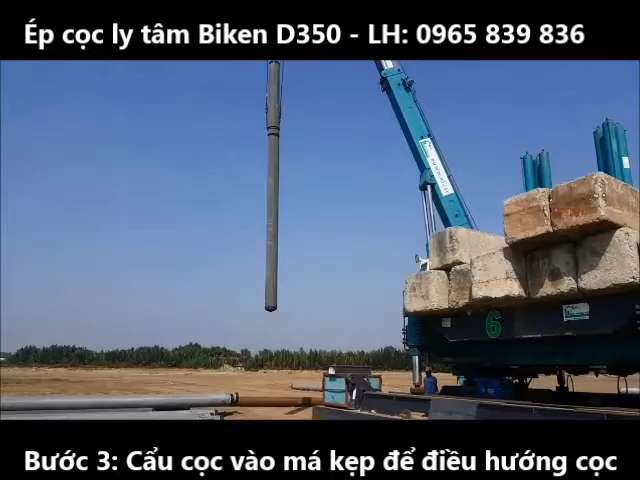 Ép cọc ly tâm Biken D350 - LH: 0965 839 836
6
Bước 3: Cẩu cọc vào má kẹp để điều hướng cọc